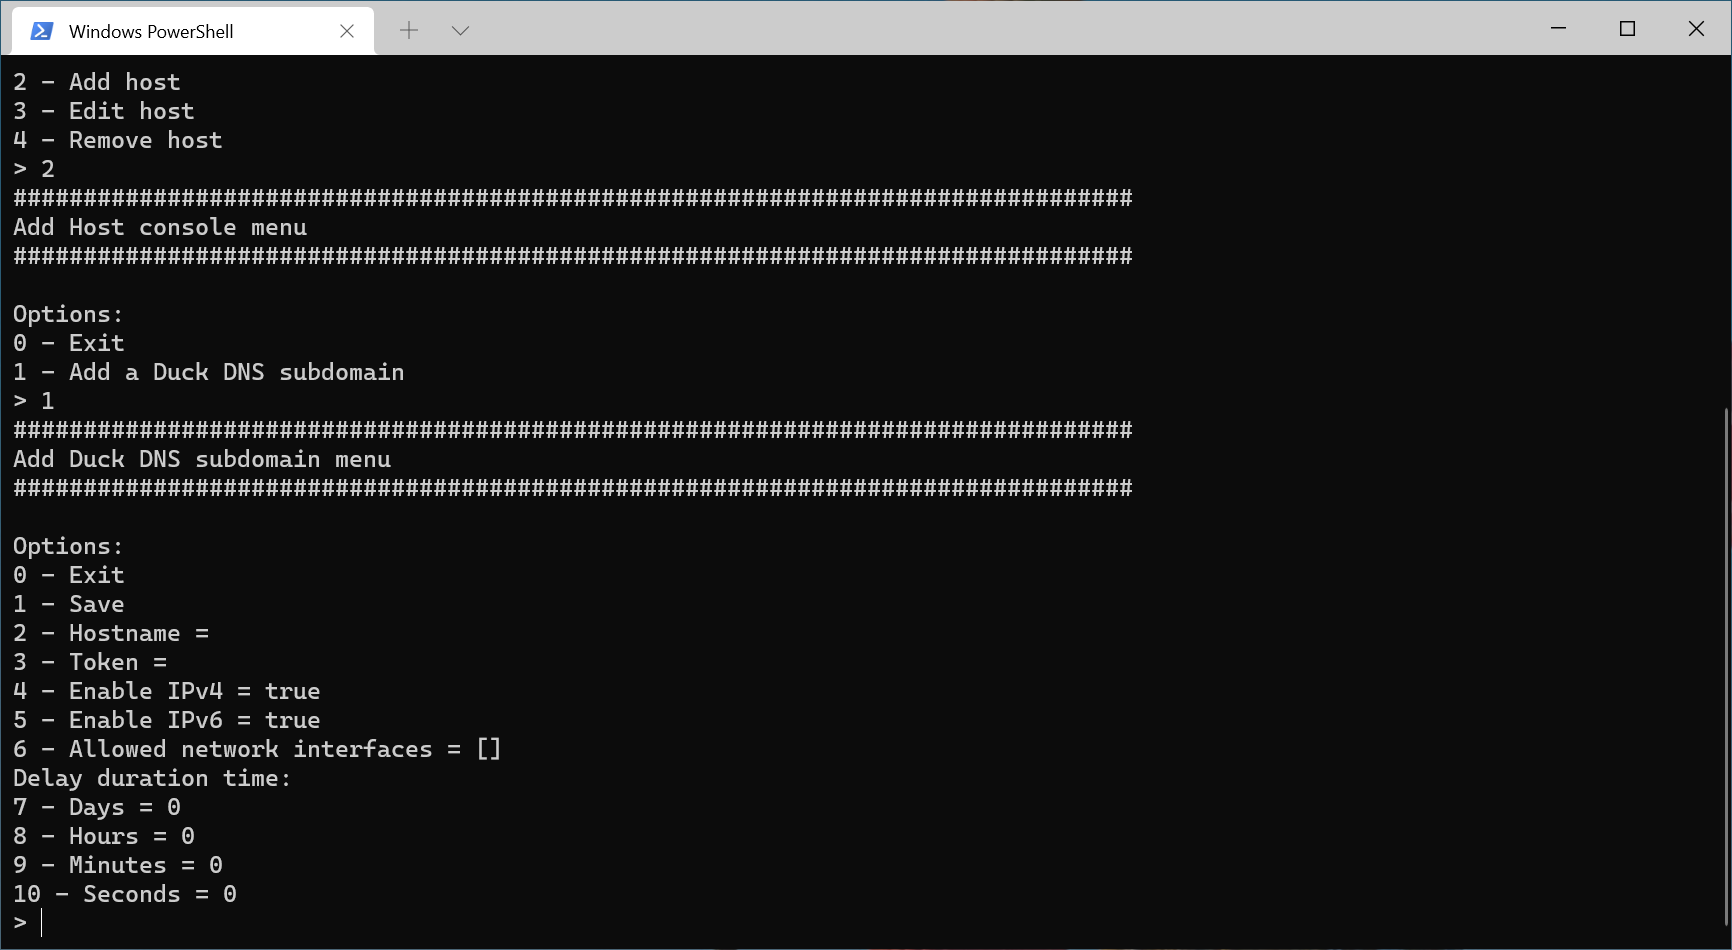 Windows PowerShell
2 - Add host
3 - Edit host
4 - Remove host
> 2
################################################################################
Add Host console menu
################################################################################
Options:
0 - Exit
1 - Add a Duck DNS subdomain
> 1
################################################################################
Add Duck DNS subdomain menu
################################################################################
Options:
0 - Exit
1 - Save
2 - Hostname =
3 - Token =
4 - Enable IPv4 = true
5 - Enable IPv6 = true
6 - Allowed network interfaces = []
Delay duration time:
7 - Days = 0
8 - Hours = 0
9 - Minutes = 0
10 - Seconds = 0
>